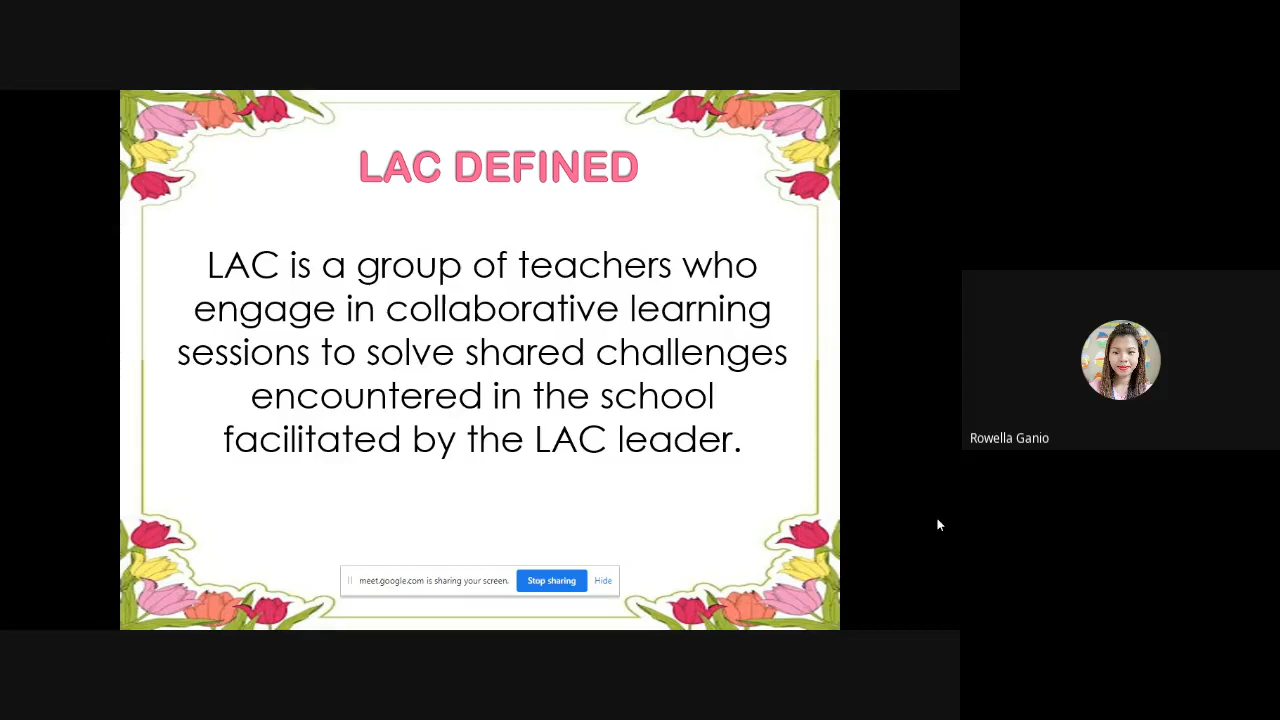 LAC DEFINED
LAC is a group of teachers who
engage in collaborative learning
sessions to solve shared challenges
encountered in the school
facilitated by the LAC leader.
meet.google.com is sharing your screen. Stop sharing Hide
Rowella Ganio